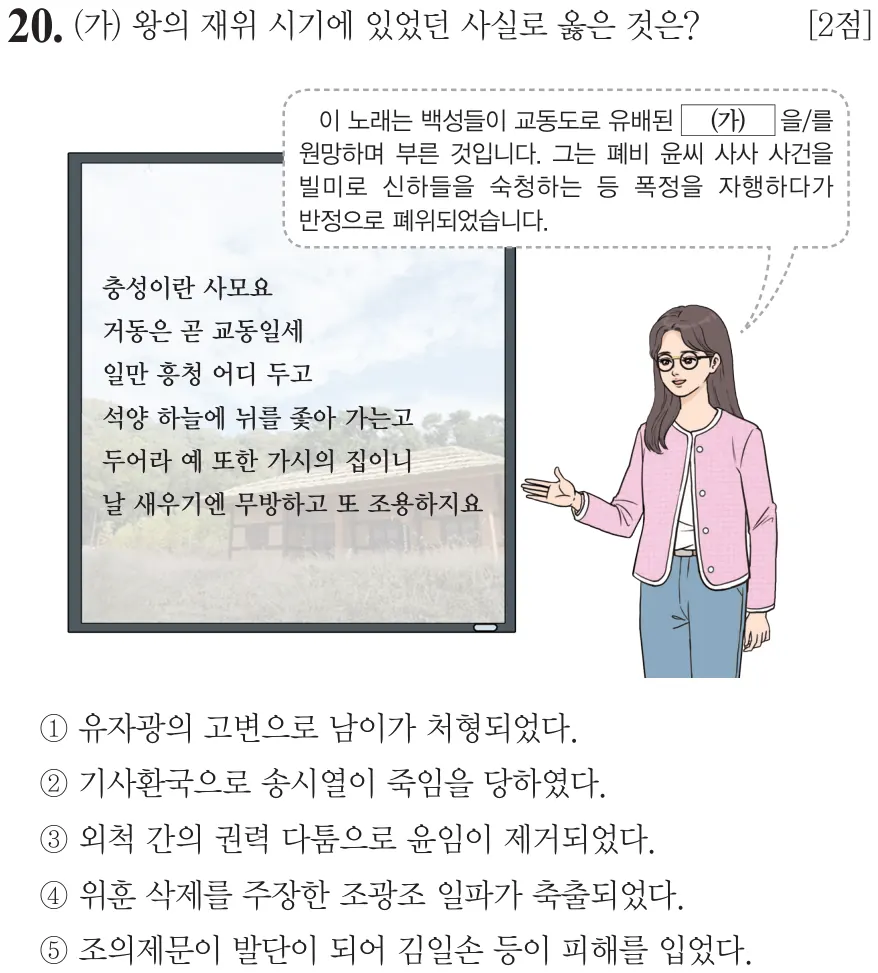 20. (가) 왕의 재위 시기에 있었던 사실로 옳은 것은? [2점]
이 노래는 백성들이 교동도로 유배된 (가) 을/를
원망하며 부른 것입니다. 그는 폐비 윤씨 사사 사건을
빌미로 신하들을 숙청하는 등 폭정을 자행하다가
반정으로 폐위되었습니다.
충성이란 사모요
거동은 곧 교동일세
일만 흥청 어디 두고
석양 하늘에 뉘를 좇아 가는고
두어라 예 또한 가시의 집이니
날 새우기엔 무방하고 또 조용하지요
① 유자광의 고변으로 남이가 처형되었다.
② 기사환국으로 송시열이 죽임을 당하였다.
③ 외척 간의 권력 다툼으로 윤임이 제거되었다.
④ 위훈 삭제를 주장한 조광조 일파가 축출되었다.
⑤ 조의제문이 발단이 되어 김일손 등이 피해를 입었다.